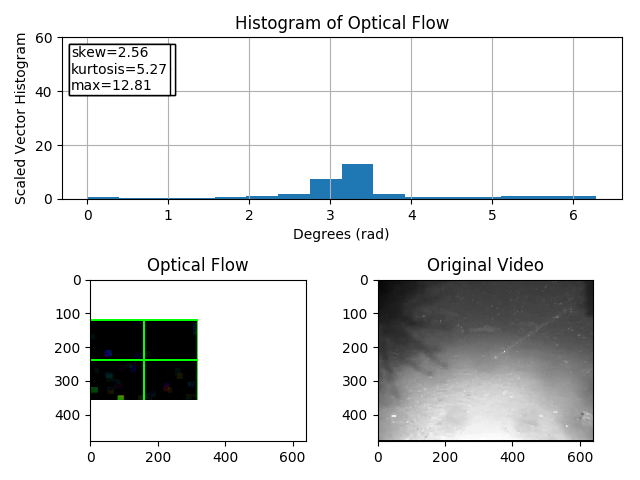 Histogram of Optical Flow
Scaled Vector Histogram
60
40
20
0
skew=2.56
kurtosis=5.27
max=12.81
0 1 2 3 4 5 6
Degrees (rad)
Optical Flow
0
100
200
300
400
0 200 400 600
Original Video
0
100
200
300
400
0 200 400 600